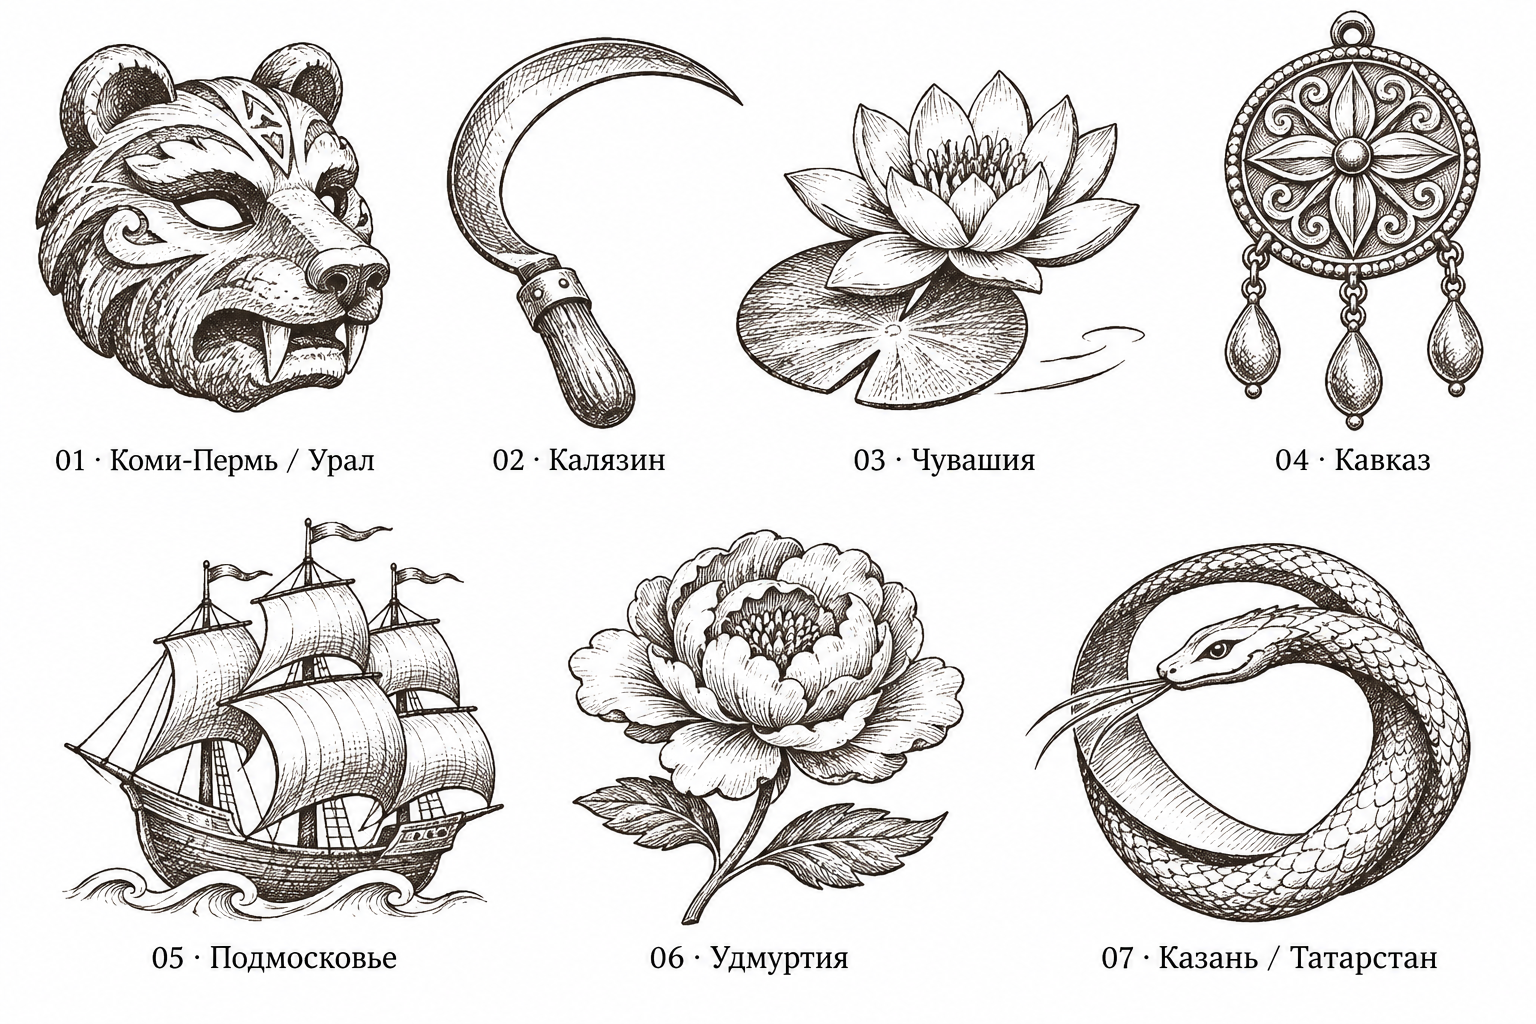 01 · Коми-Пермь / Урал
02 · Калязин
03 · Чувашия
04 · Кавказ
05 · Подмосковье
06 · Удмуртия
07 · Казань / Татарстан